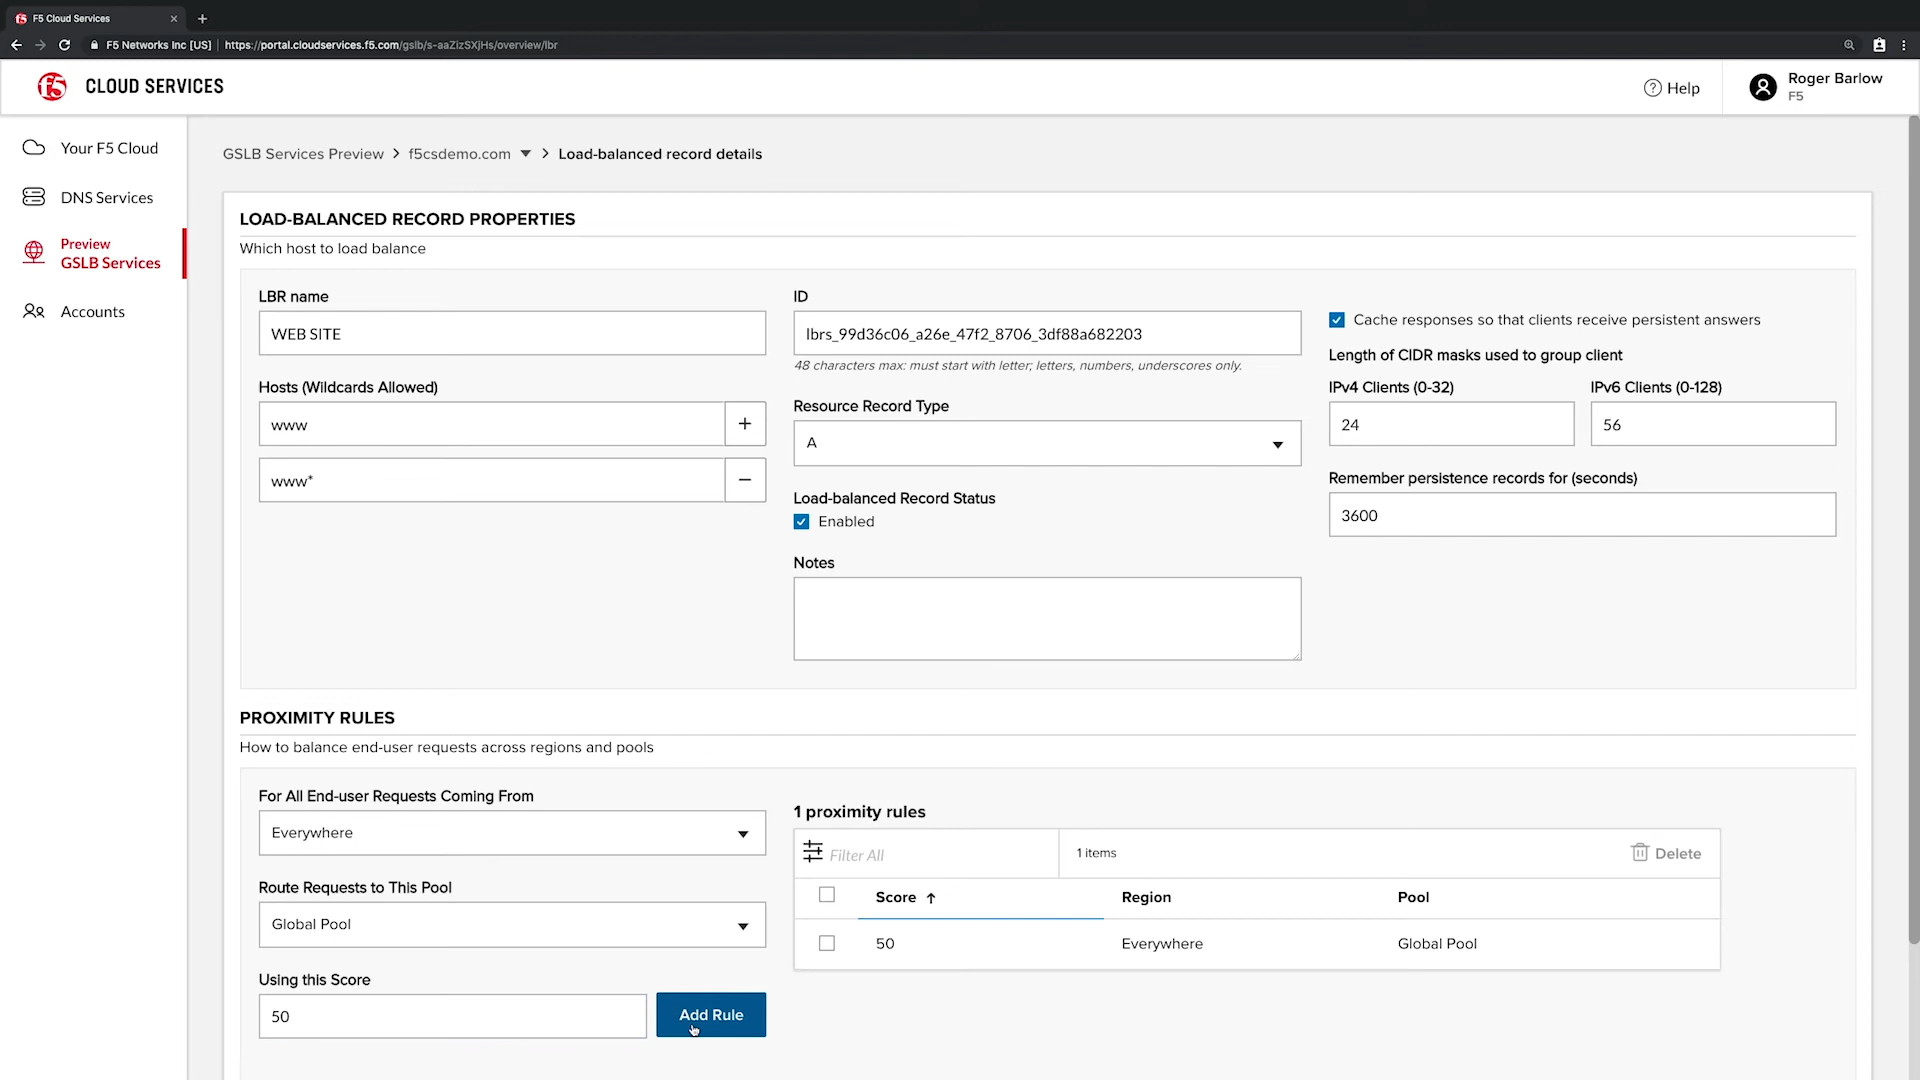 F5 Cloud Services
F5 Networks Inc [US] | https://portal.cloudservices.f5.com/gslb/s-aaZizSXjHs/overview/lbr
f5 CLOUD SERVICES
Help
Roger Barlow
F5
Your F5 Cloud
DNS Services
Preview
GSLB Services
Accounts
GSLB Services Preview > f5csdemo.com > Load-balanced record details
LOAD-BALANCED RECORD PROPERTIES
Which host to load balance
LBR name
WEB SITE
Hosts (Wildcards Allowed)
www
www*
ID
lbrs_99d36c06_a26e_47f2_8706_3df88a682203
48 characters max: must start with letter; letters, numbers, underscores only.
Resource Record Type
A
Load-balanced Record Status
Enabled
Notes
Cache responses so that clients receive persistent answers
Length of CIDR masks used to group client
IPv4 Clients (0-32)
IPv6 Clients (0-128)
24
56
Remember persistence records for (seconds)
3600
PROXIMITY RULES
How to balance end-user requests across regions and pools
For All End-user Requests Coming From
Everywhere
Route Requests to This Pool
Global Pool
Using this Score
50
Add Rule
1 proximity rules
Filter All
1 items
Delete
Score
Region
Pool
50
Everywhere
Global Pool